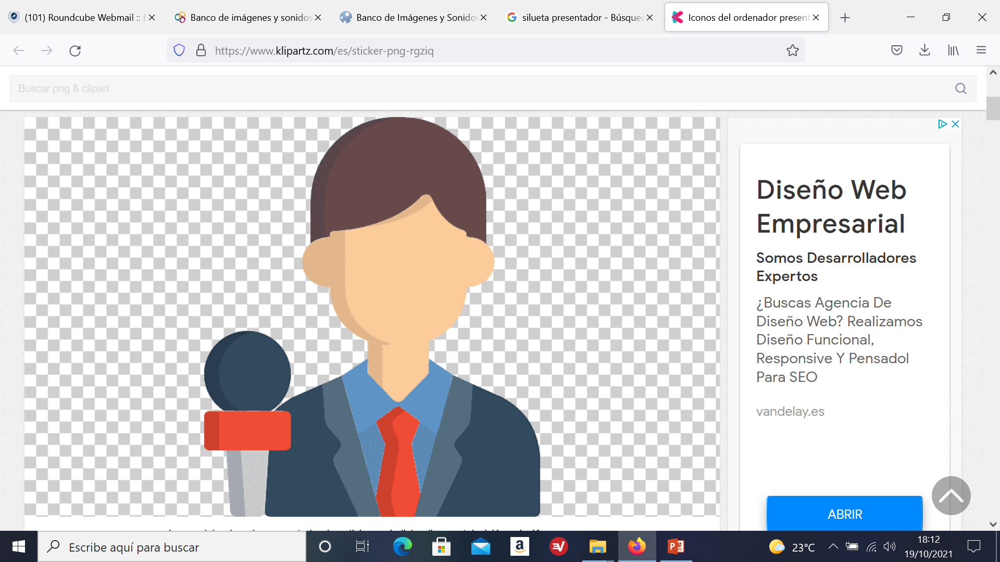 (101) Roundcube Webmail :: E
Banco de imágenes y sonidos
Banco de Imágenes y Sonidos
silueta presentador - Búsqued
Iconos del ordenador present
https://www.klipartz.com/es/sticker-png-rgziq
Buscar png & clipart
Diseño Web
Empresarial
Somos Desarrolladores
Expertos
¿Buscas Agencia De
Diseño Web? Realizamos
Diseño Funcional,
Responsive Y Pensadol
Para SEO
vandelay.es
ABRIR
Escribe aquí para buscar
23°C
18:12
19/10/2021